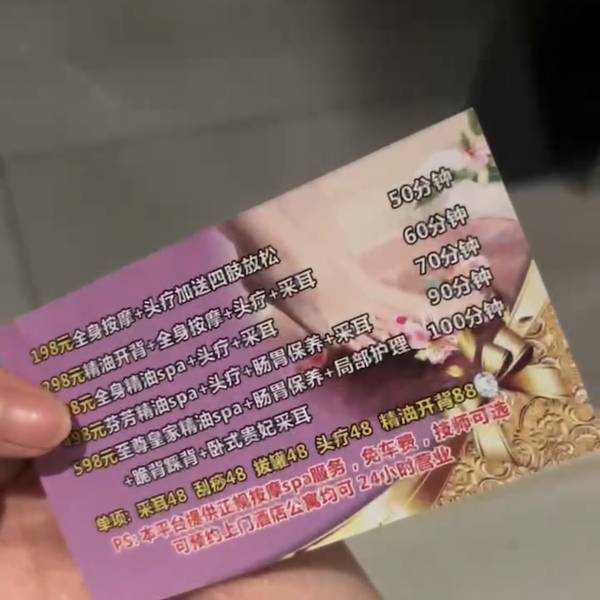 198元全身按摩+头疗加送四肢放松 50分钟
298元精油开背+全身按摩+头疗+采耳 60分钟
8元全身精油spa+头疗+采耳 70分钟
98元芬芳精油spa+头疗+肠胃保养+采耳 90分钟
598元至尊皇家精油spa+肠胃保养+局部护理 100分钟
+跪背踩背+卧式贵妃采耳
单项: 采耳48 刮痧48 拔罐48 头疗48 精油开背88
PS: 本平台提供正规按摩spa服务，免车费，技师可选
可预约上门酒店公寓均可 24小时营业